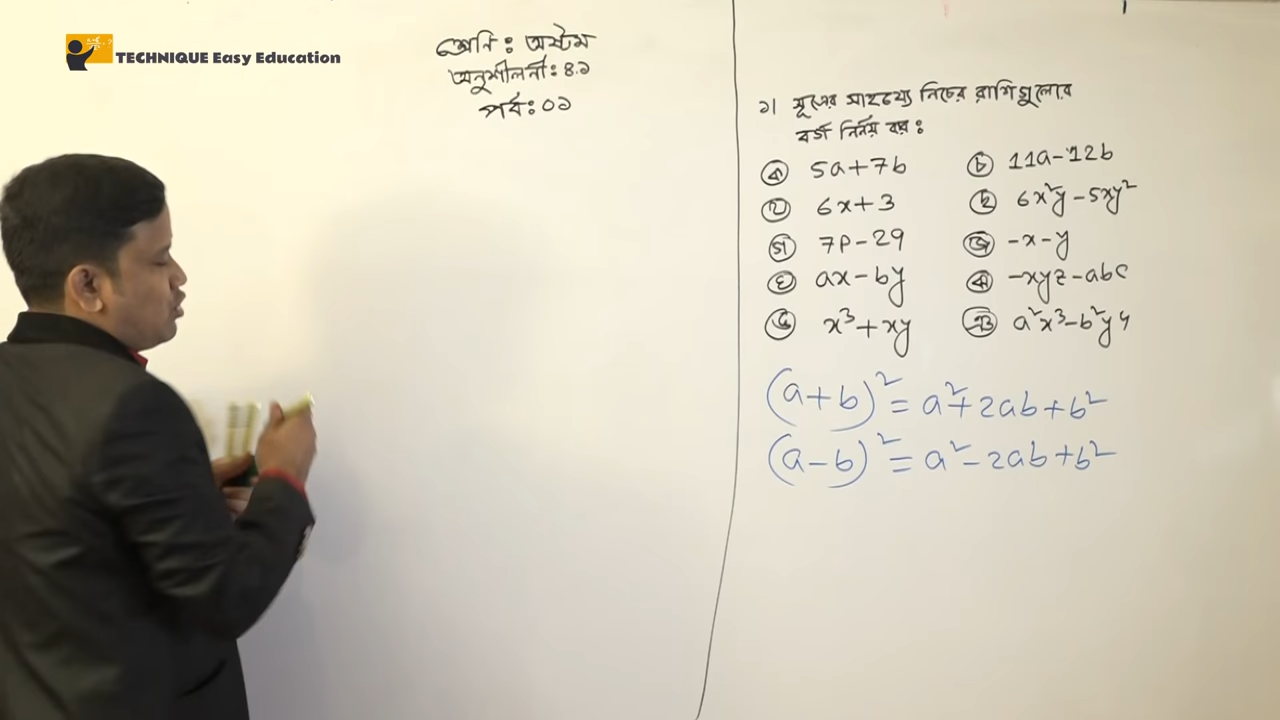 TECHNIQUE Easy Education
শ্রেনি : অষ্টম
অনুশীলনী: ৪.১
পর্ব: ০১
১। সূত্রের সাহায্যে নিচের রাশিগুলোর
বর্গ নির্নয় কর :
ক 5a+7b
খ 6x+3
গ 7P-29
ঘ ax-by
ঙ x³+xy
চ 11a-12b
ছ 6x²y-5xy²
জ -x-y
ঝ -xyz-abc
ঞ a²x³-b²y4
(a+b)² = a²+2ab+b²
(a-b)² = a²-2ab+b²